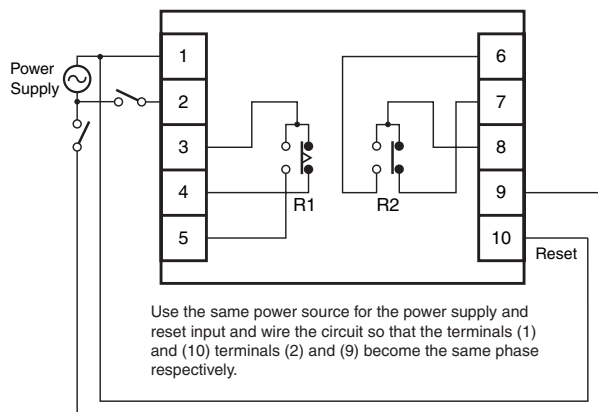 Power
Supply
1
2
3
4
5
6
7
8
9
10
R1
R2
Reset
Use the same power source for the power supply and
reset input and wire the circuit so that the terminals (1)
and (10) terminals (2) and (9) become the same phase
respectively.